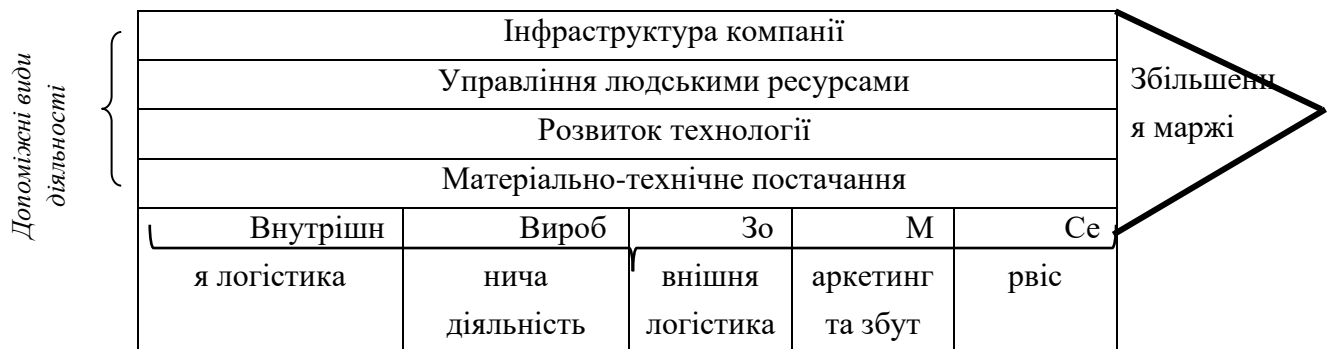 Допоміжні види
діяльності
Інфраструктура компанії
Управління людськими ресурсами
Розвиток технології
Матеріально-технічне постачання
Збільшенн
я маржі
Внутрішн
я логістика
Вироб
нича
діяльність
Зо
внішня
логістика
М
аркетинг
та збут
Се
рвіс